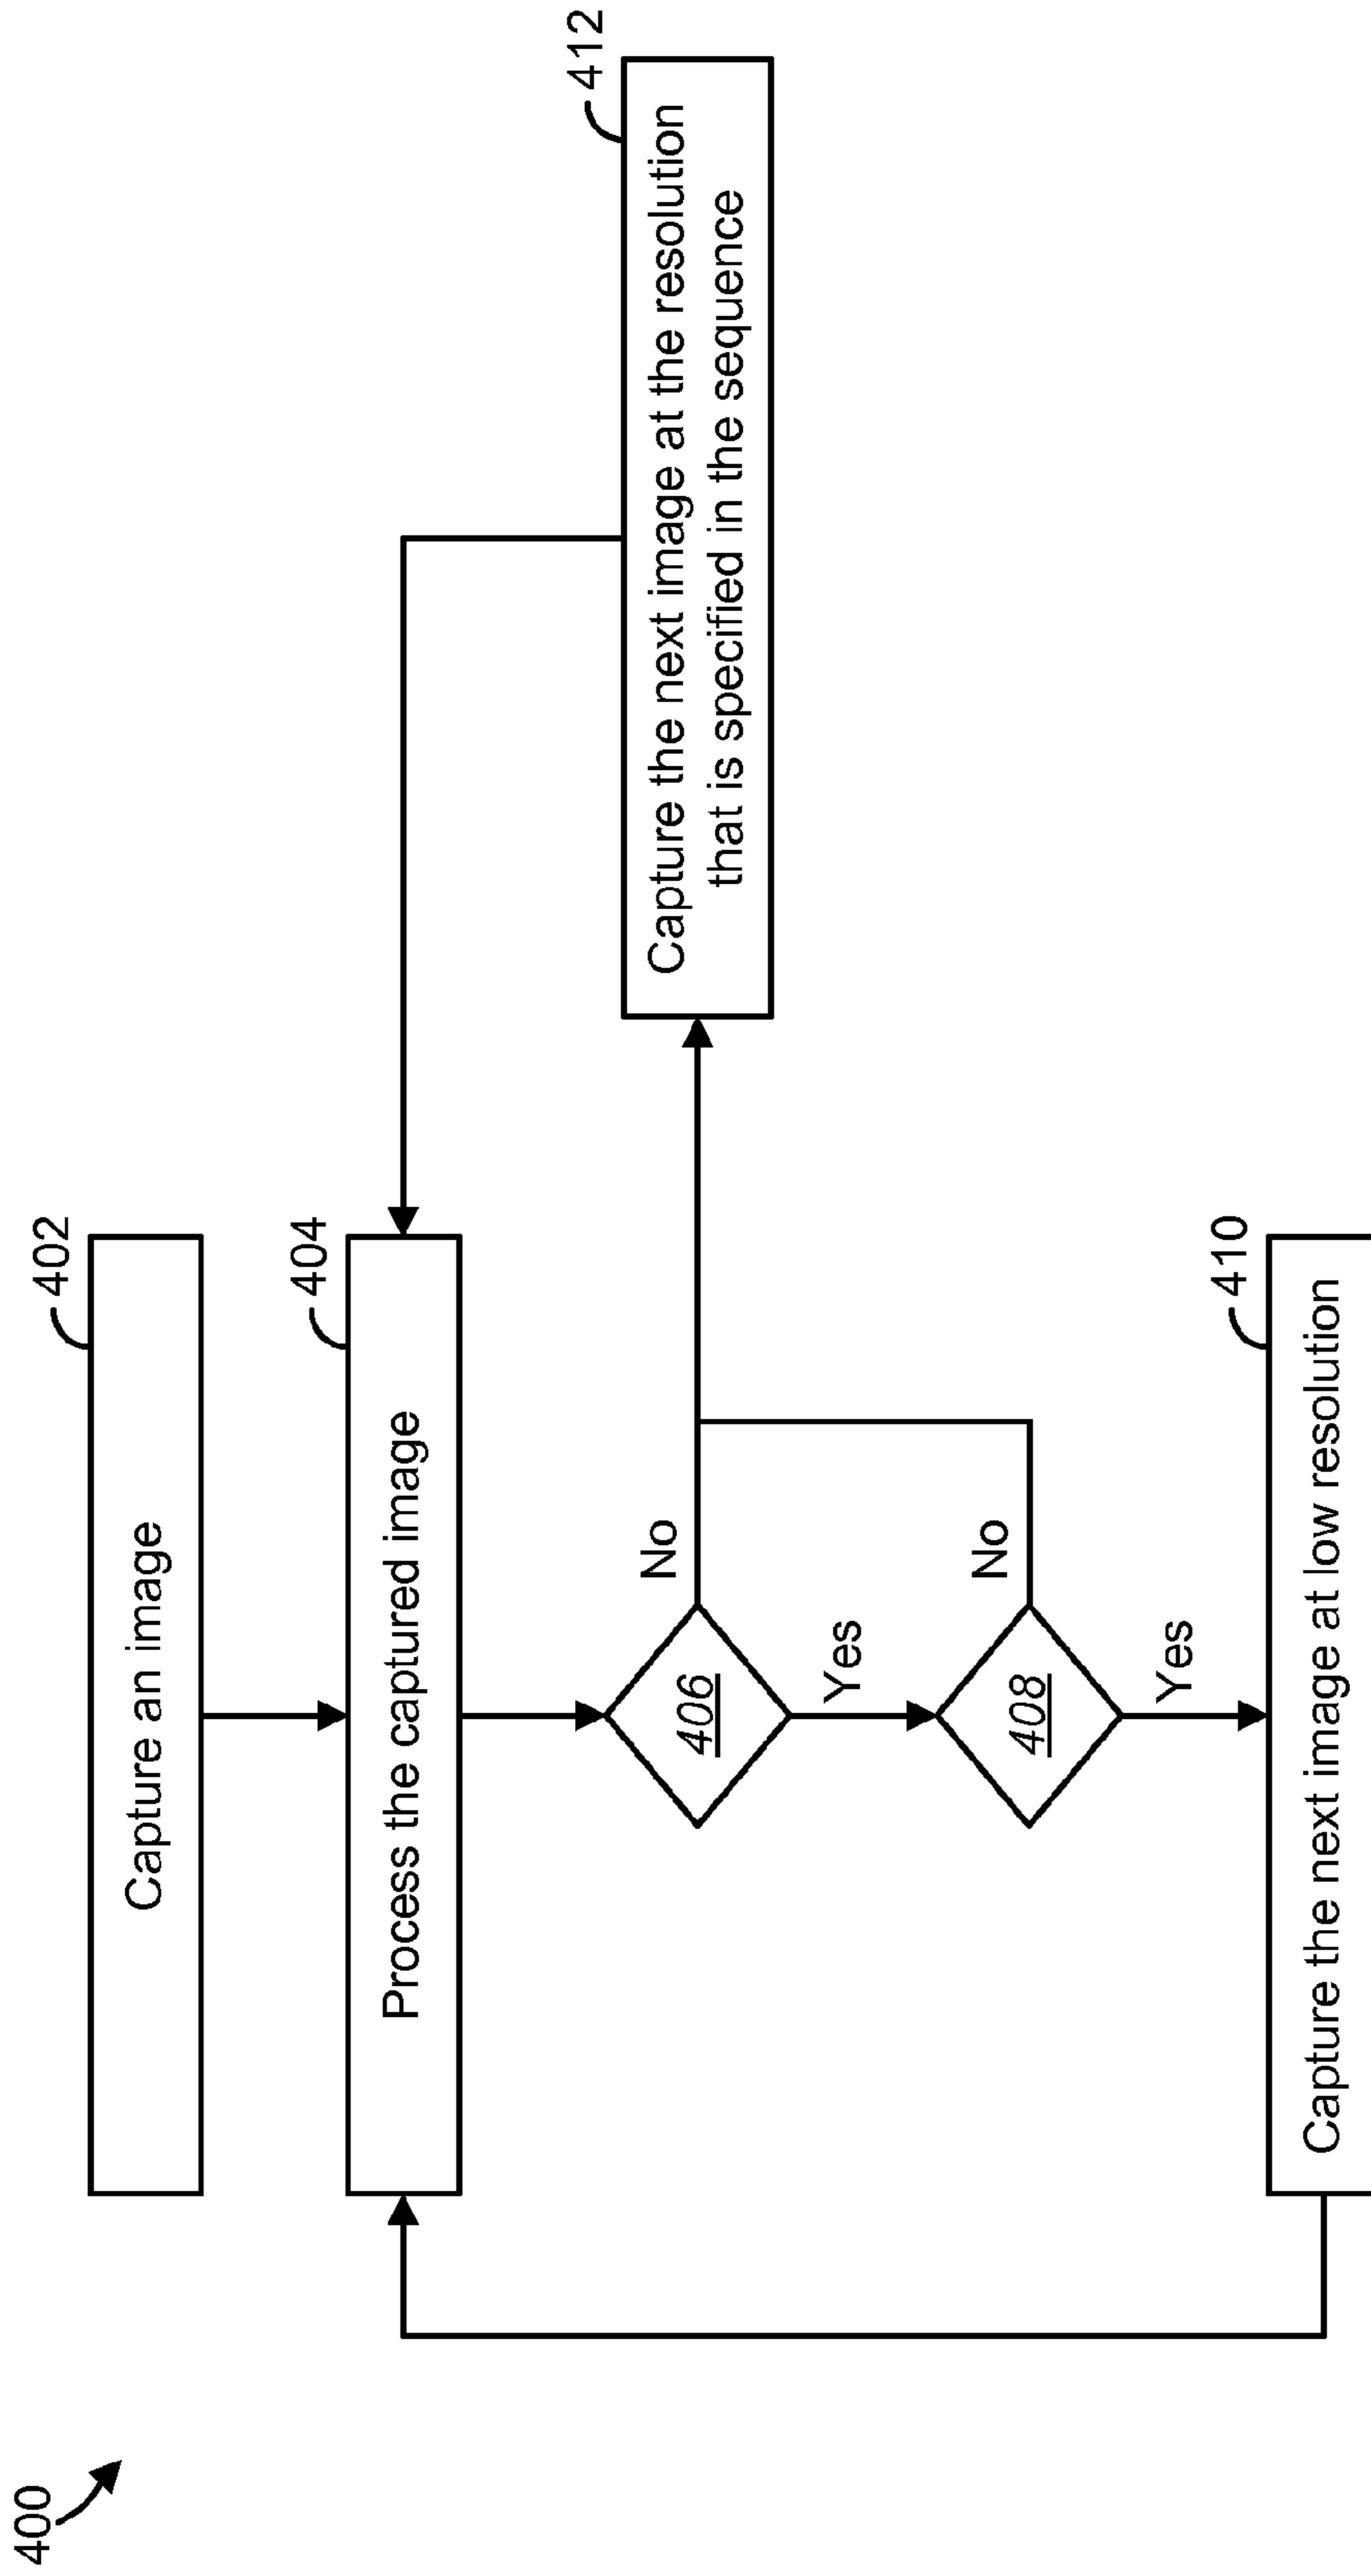 400
402
Capture an image
404
Process the captured image
406
No
Yes
412
Capture the next image at the resolution
that is specified in the sequence
408
No
Yes
410
Capture the next image at low resolution